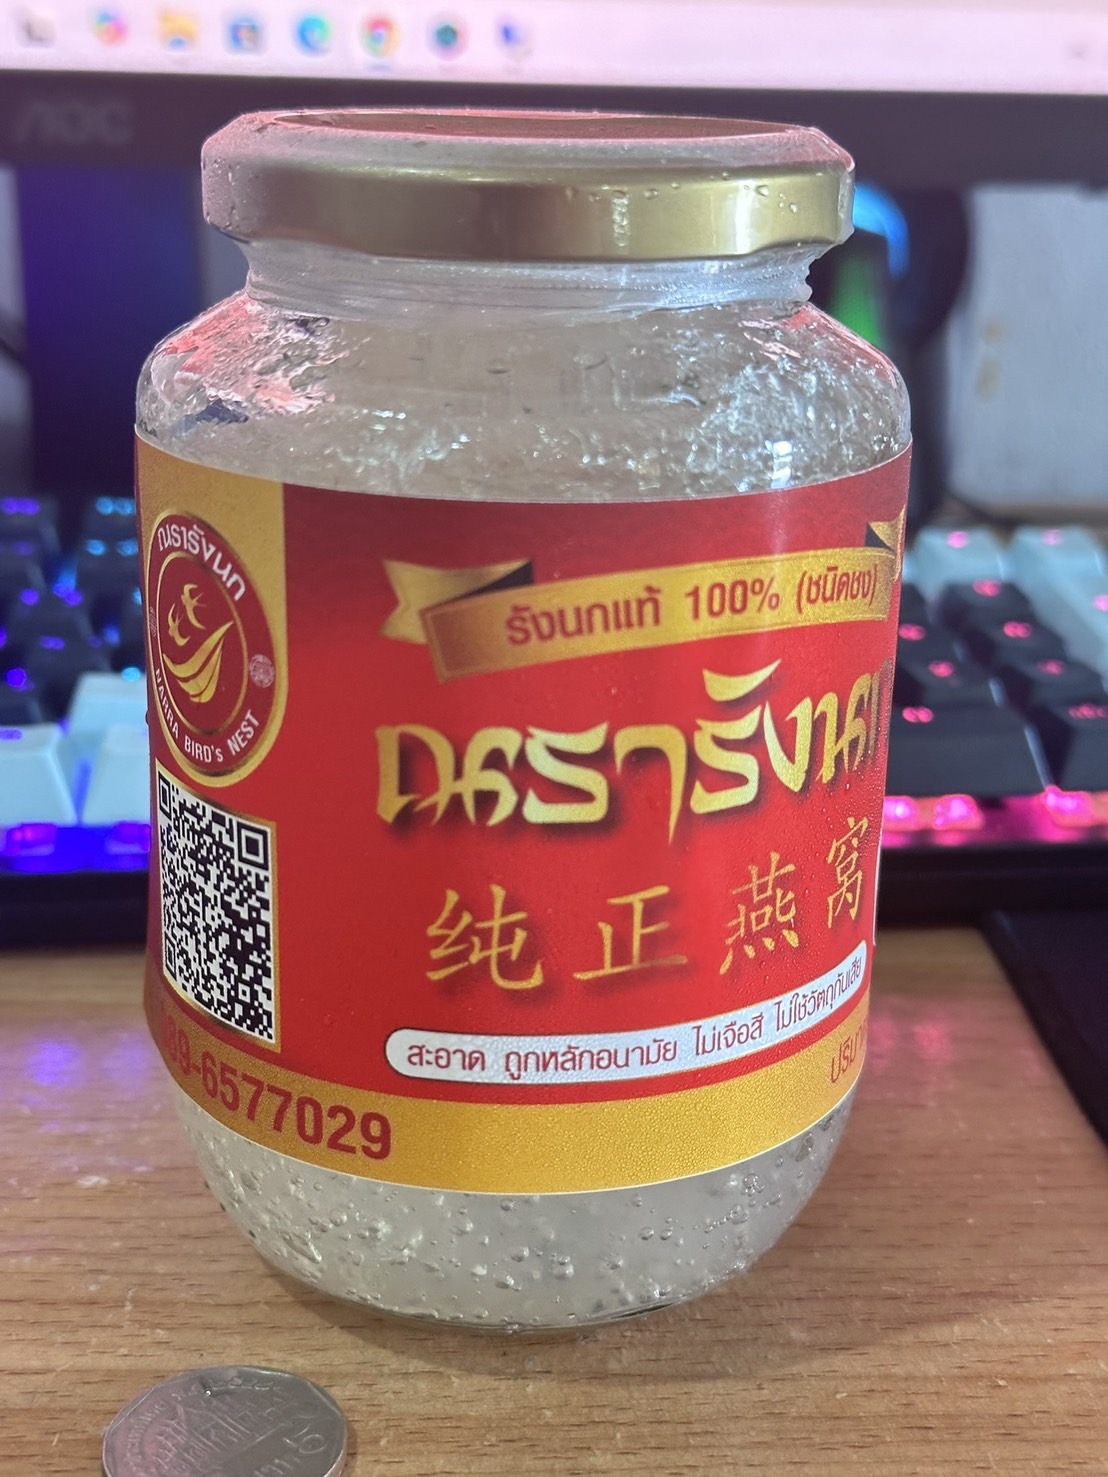 AOC
ณรารังนก
NARRA BIRD's NEST
รังนกแท้ 100% (ชนิดชง)
ณรารังนก
纯正燕窝
สะอาด ถูกหลักอนามัย ไม่เจือสี ไม่ใช้วัตถุกันเสีย
9-6577029